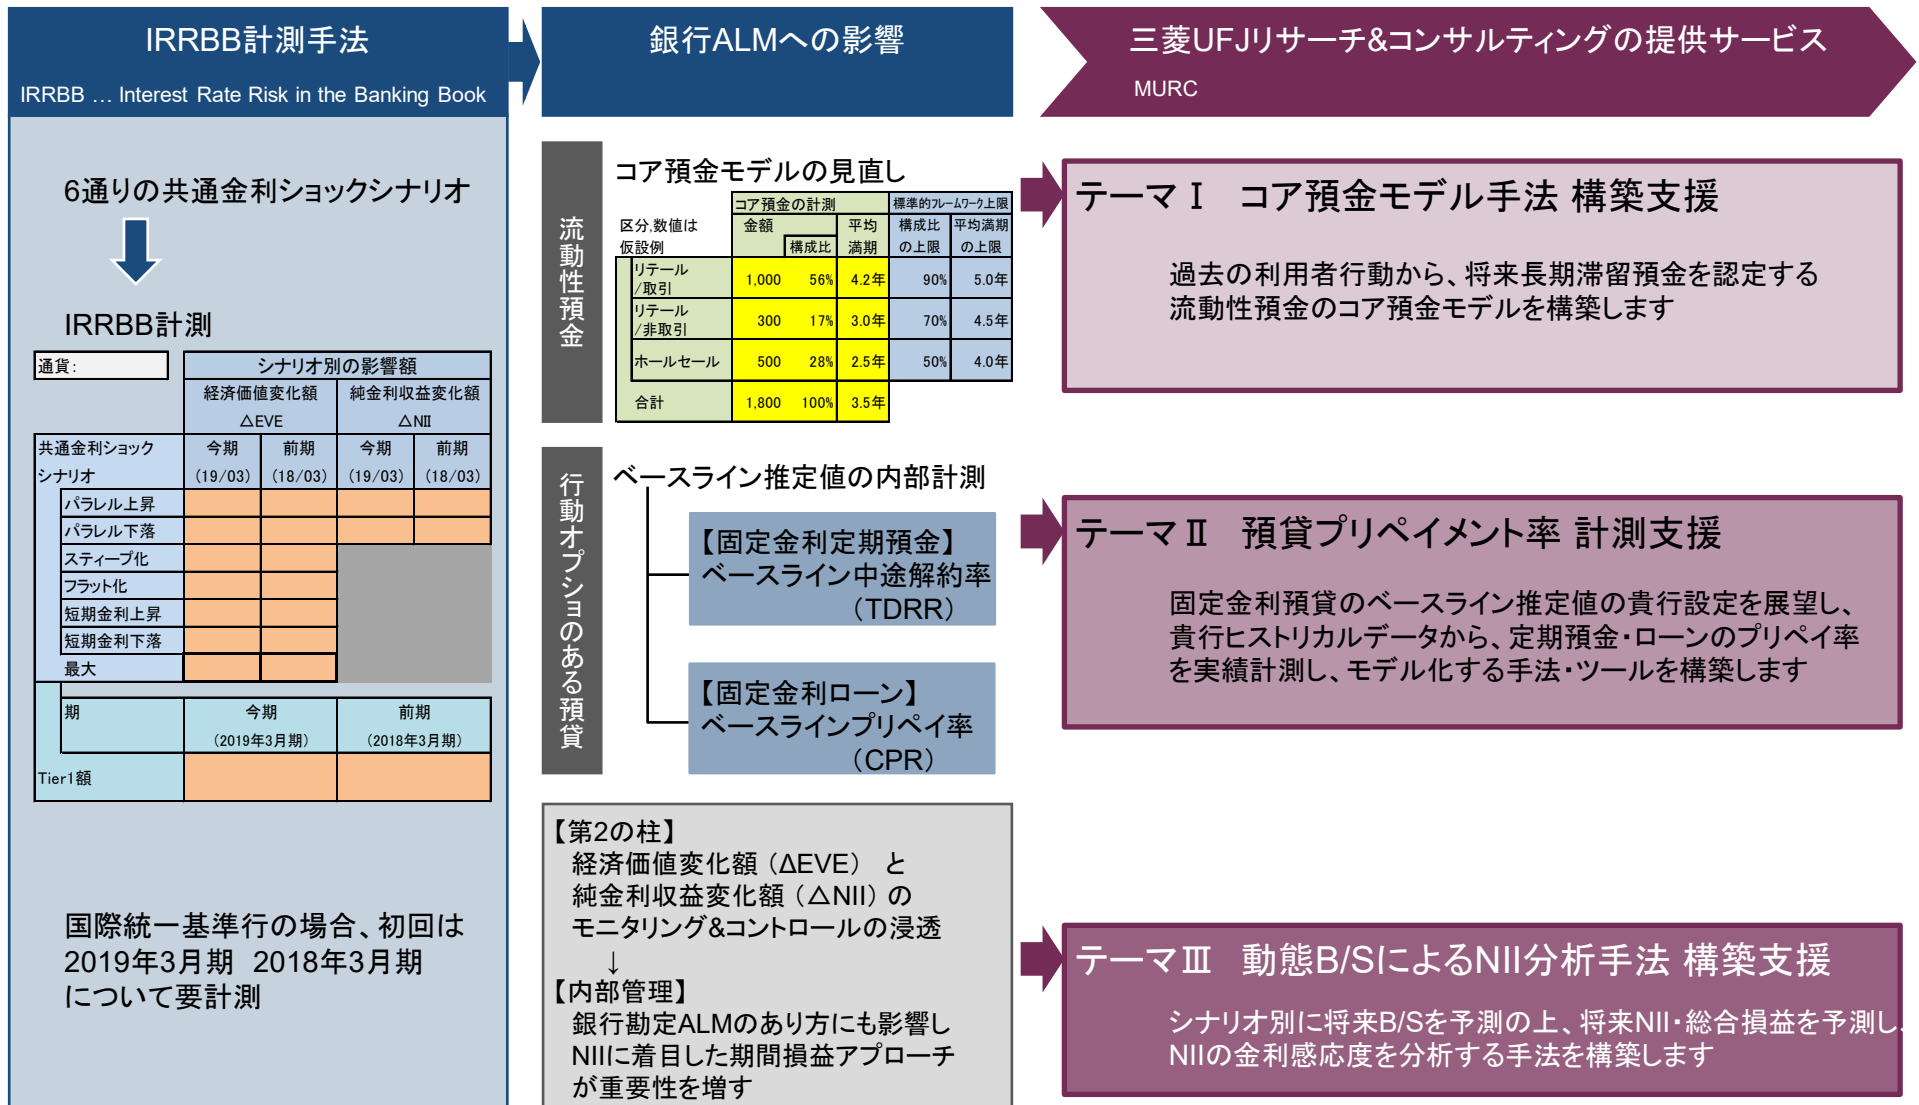 IRRBB計測手法
IRRBB … Interest Rate Risk in the Banking Book
6通りの共通金利ショックシナリオ
IRRBB計測
通貨:
シナリオ別の影響額
経済価値変化額 純金利収益変化額
△EVE △NII
共通金利ショック 今期 前期 今期 前期
シナリオ (19/03) (18/03) (19/03) (18/03)
パラレル上昇
パラレル下落
スティープ化
フラット化
短期金利上昇
短期金利下落
最大
期 今期 前期
(2019年3月期) (2018年3月期)
Tier1額
国際統一基準行の場合、初回は
2019年3月期 2018年3月期
について要計測
銀行ALMへの影響
流動性預金
コア預金モデルの見直し
コア預金の計測 標準的フレームワーク上限
区分,数値は 金額 平均 構成比 平均満期
仮設例 構成比 満期 の上限 の上限
リテール
/取引 1,000 56% 4.2年 90% 5.0年
リテール
/非取引 300 17% 3.0年 70% 4.5年
ホールセール 500 28% 2.5年 50% 4.0年
合計 1,800 100% 3.5年
行動オプショのある預貸
ベースライン推定値の内部計測
【固定金利定期預金】
ベースライン中途解約率
（TDRR）
【固定金利ローン】
ベースラインプリペイ率
（CPR）
【第2の柱】
経済価値変化額（ΔEVE） と
純金利収益変化額（△NII）の
モニタリング&コントロールの浸透
↓
【内部管理】
銀行勘定ALMのあり方にも影響し
NIIに着目した期間損益アプローチ
が重要性を増す
三菱UFJリサーチ&コンサルティングの提供サービス
MURC
テーマⅠ コア預金モデル手法 構築支援
過去の利用者行動から、将来長期滞留預金を認定する
流動性預金のコア預金モデルを構築します
テーマⅡ 預貸プリペイメント率 計測支援
固定金利預貸のベースライン推定値の貴行設定を展望し、
貴行ヒストリカルデータから、定期預金・ローンのプリペイ率
を実績計測し、モデル化する手法・ツールを構築します
テーマⅢ 動態B/SによるNII分析手法 構築支援
シナリオ別に将来B/Sを予測の上、将来NII・総合損益を予測し、
NIIの金利感応度を分析する手法を構築します